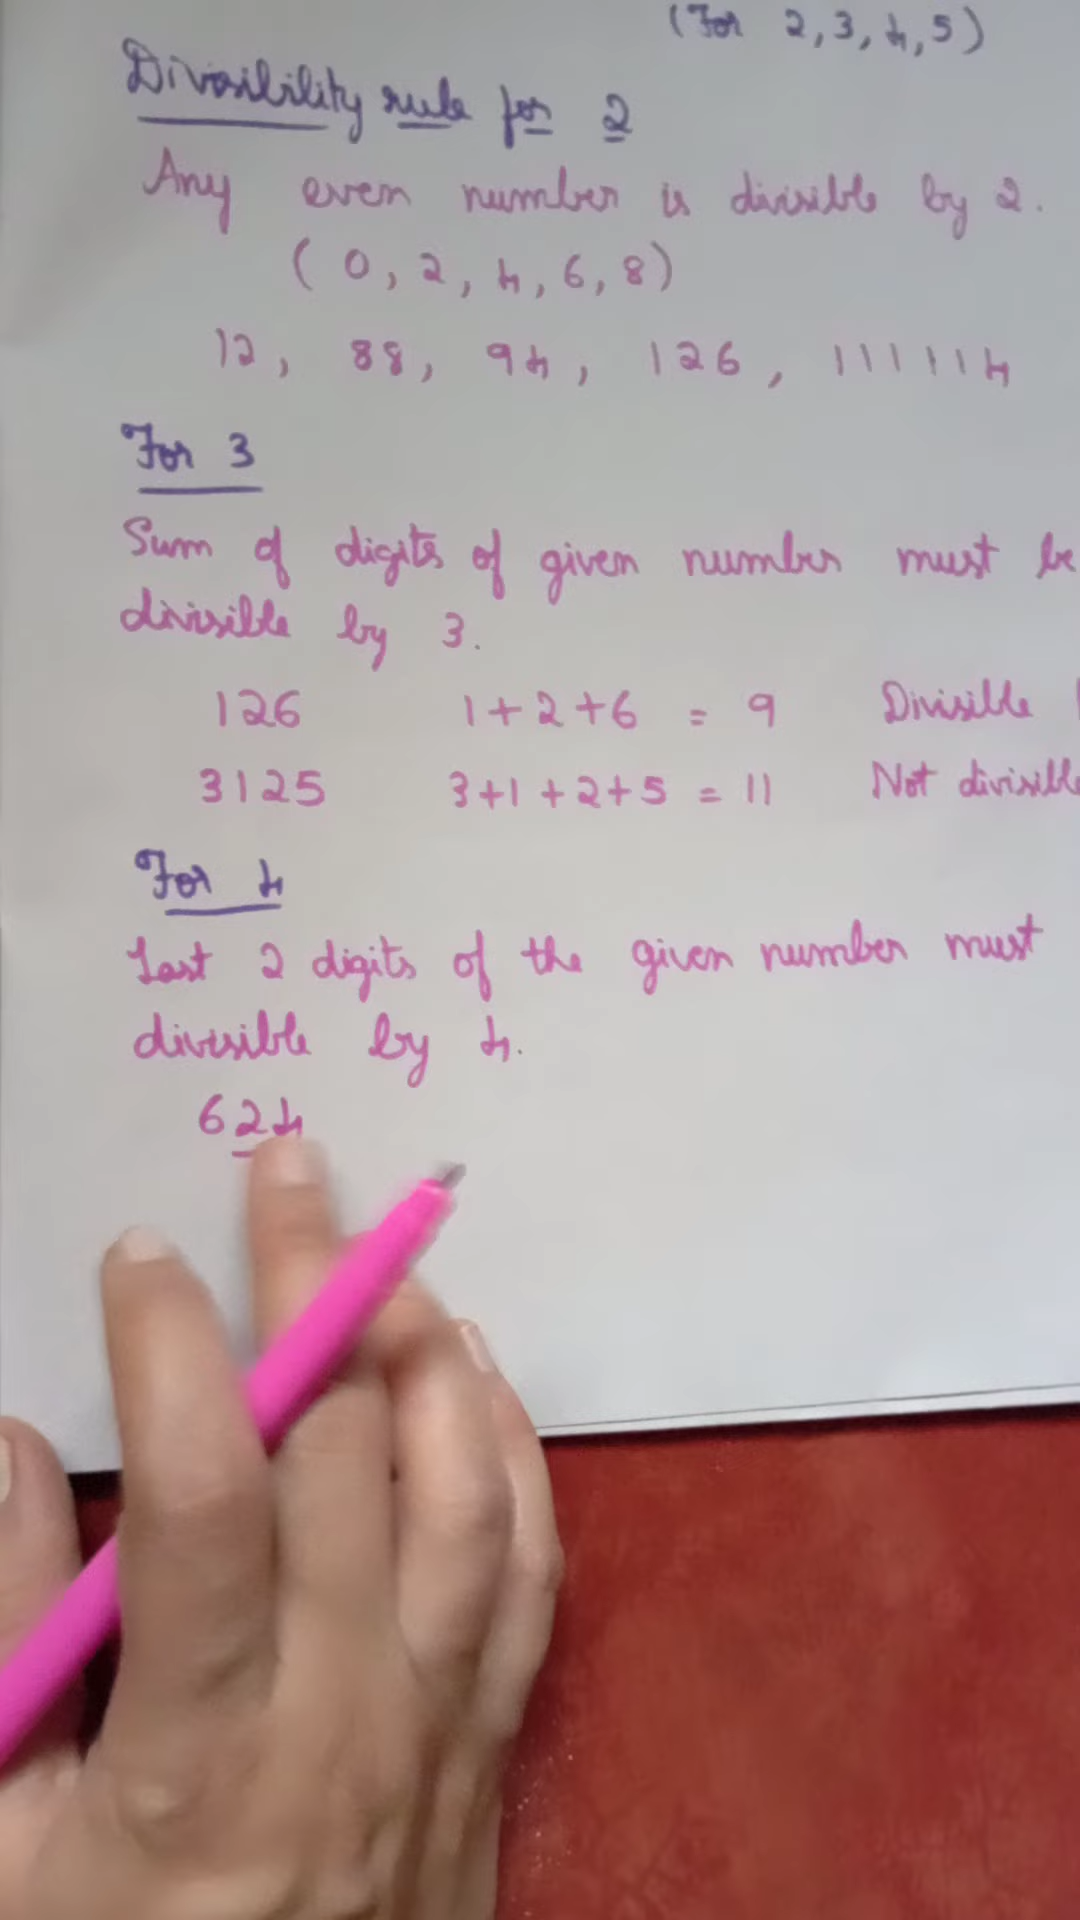 (For 2, 3, 4, 5)
Divisibility rule for 2
Any even number is divisible by 2.
( 0, 2, 4, 6, 8)
12, 88, 94, 126, 111114
For 3
Sum of digits of given number must be
divisible by 3.
126 1+2+6 = 9 Divisible
3125 3+1+2+5 = 11 Not divisible
For 4
Last 2 digits of the given number must
divisible by 4.
624